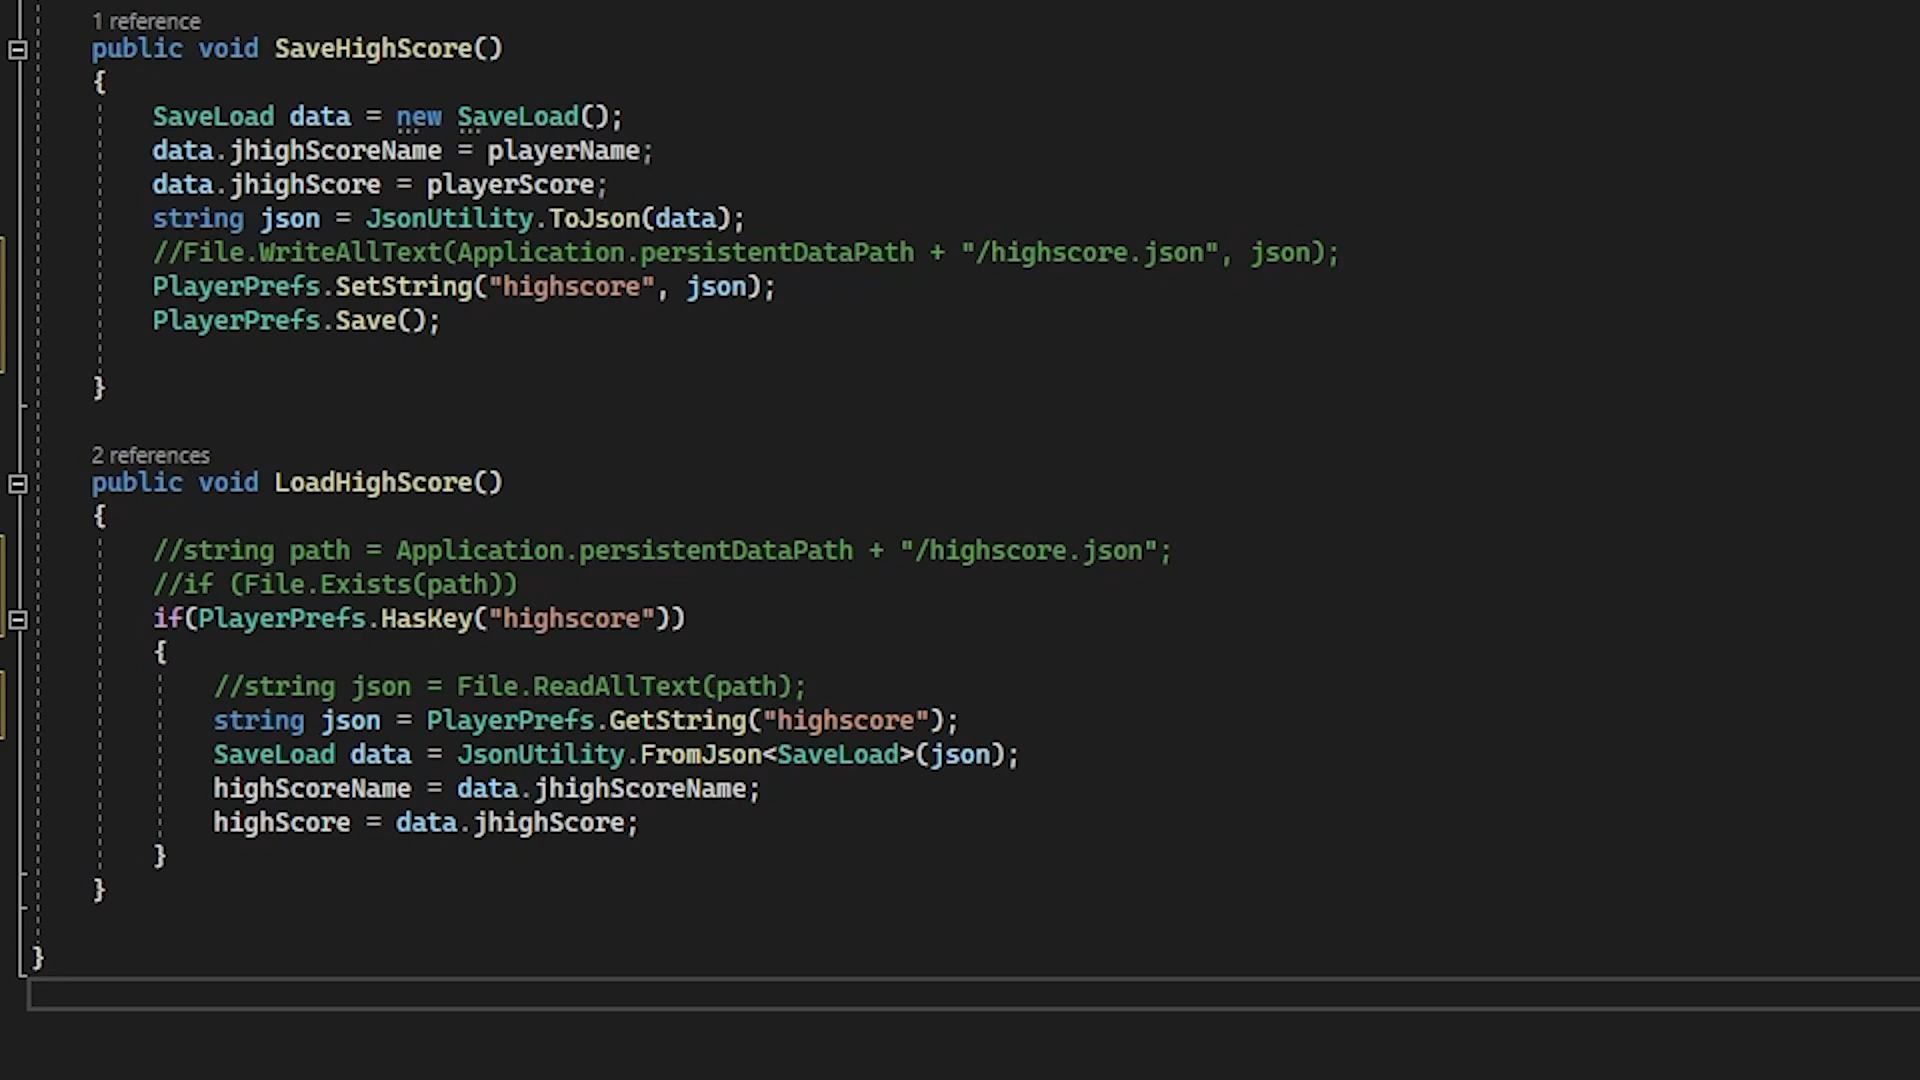 1 reference
public void SaveHighScore()
{
SaveLoad data = new SaveLoad();
data.jhighScoreName = playerName;
data.jhighScore = playerScore;
string json = JsonUtility.ToJson(data);
//File.WriteAllText(Application.persistentDataPath + "/highscore.json", json);
PlayerPrefs.SetString("highscore", json);
PlayerPrefs.Save();
}
2 references
public void LoadHighScore()
{
//string path = Application.persistentDataPath + "/highscore.json";
//if (File.Exists(path))
if(PlayerPrefs.HasKey("highscore"))
{
//string json = File.ReadAllText(path);
string json = PlayerPrefs.GetString("highscore");
SaveLoad data = JsonUtility.FromJson<SaveLoad>(json);
highScoreName = data.jhighScoreName;
highScore = data.jhighScore;
}
}
}